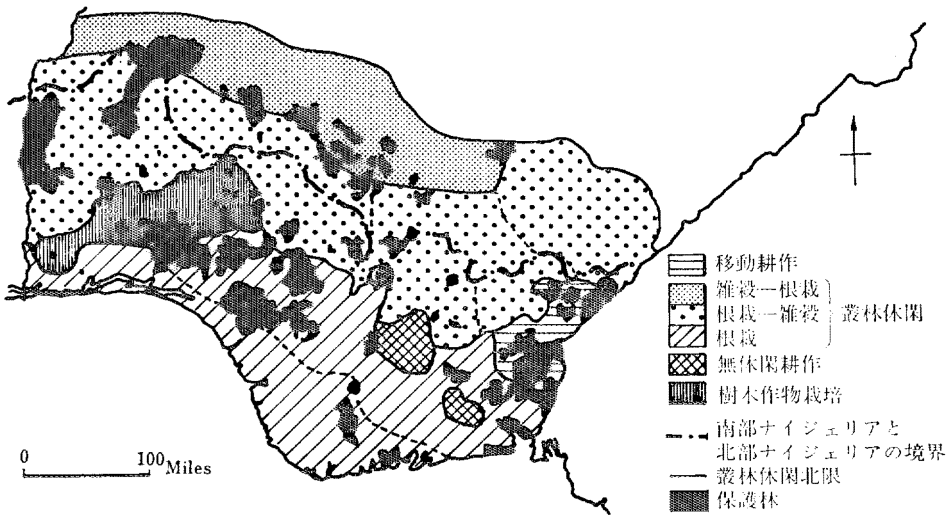 移動耕作
雑穀―根栽
根栽―雑穀
叢林休閑
根栽
無休閑耕作
樹木作物栽培
南部ナイジェリアと
北部ナイジェリアの境界
叢林休閑北限
保護林
0 100 Miles